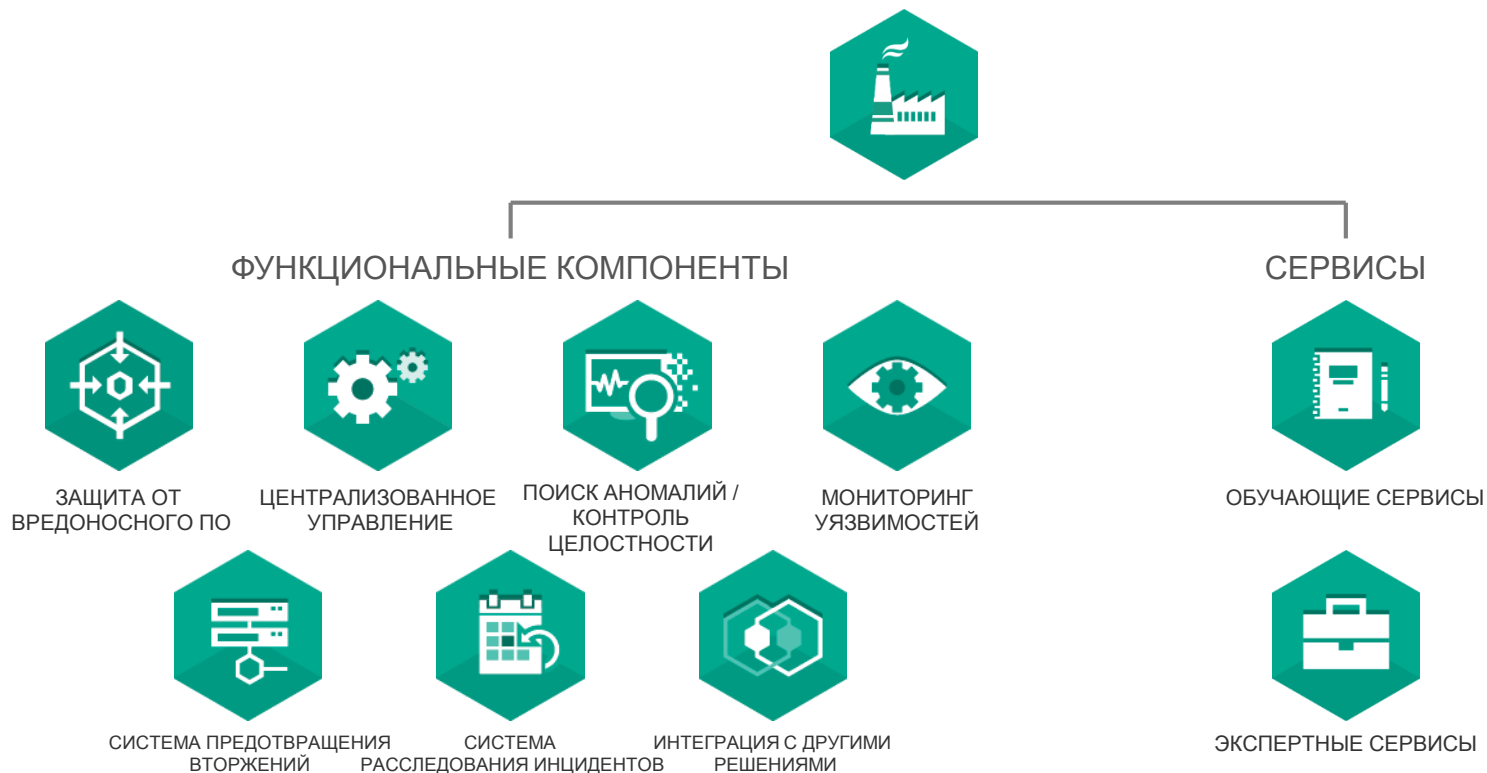 ФУНКЦИОНАЛЬНЫЕ КОМПОНЕНТЫ
СЕРВИСЫ
ЗАЩИТА ОТ
ВРЕДОНОСНОГО ПО
ЦЕНТРАЛИЗОВАННОЕ
УПРАВЛЕНИЕ
ПОИСК АНОМАЛИЙ /
КОНТРОЛЬ
ЦЕЛОСТНОСТИ
МОНИТОРИНГ
УЯЗВИМОСТЕЙ
ОБУЧАЮЩИЕ СЕРВИСЫ
СИСТЕМА ПРЕДОТВРАЩЕНИЯ
ВТОРЖЕНИЙ
СИСТЕМА
РАССЛЕДОВАНИЯ ИНЦИДЕНТОВ
ИНТЕГРАЦИЯ С ДРУГИМИ
РЕШЕНИЯМИ
ЭКСПЕРТНЫЕ СЕРВИСЫ